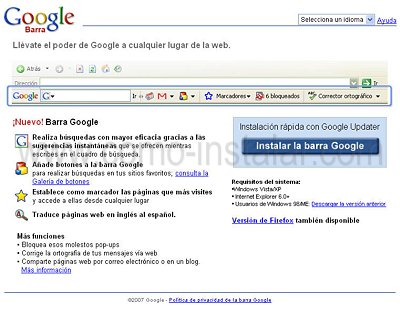 Google
Barra
Selecciona un idioma
Ayuda
Llévate el poder de Google a cualquier lugar de la web.
Atrás
Dirección
Ir
Google
Ir
Marcadores
6 bloqueados
Corrector ortográfico
¡Nuevo! Barra Google
Realiza búsquedas con mayor eficacia gracias a las
sugerencias instantáneas que se ofrecen mientras
escribes en el cuadro de búsqueda.
Añade botones a la barra Google
para realizar búsquedas en tus sitios favoritos; consulta la
Galería de botones
Establece como marcador las páginas que más visites
y accede a ellas desde cualquier lugar
Traduce páginas web en inglés al español.
Más funciones
• Bloquea esos molestos pop-ups
• Corrige la ortografía de tus mensajes vía web
• Comparte páginas web por correo electrónico o en un blog.
Más información
Instalación rápida con Google Updater
Instalar la barra Google
Requisitos del sistema:
•Windows Vista/XP
•Internet Explorer 6.0+
•Usuarios de Windows 98/ME: Descargar la versión anterior
Versión de Firefox también disponible
©2007 Google - Política de privacidad de la barra Google